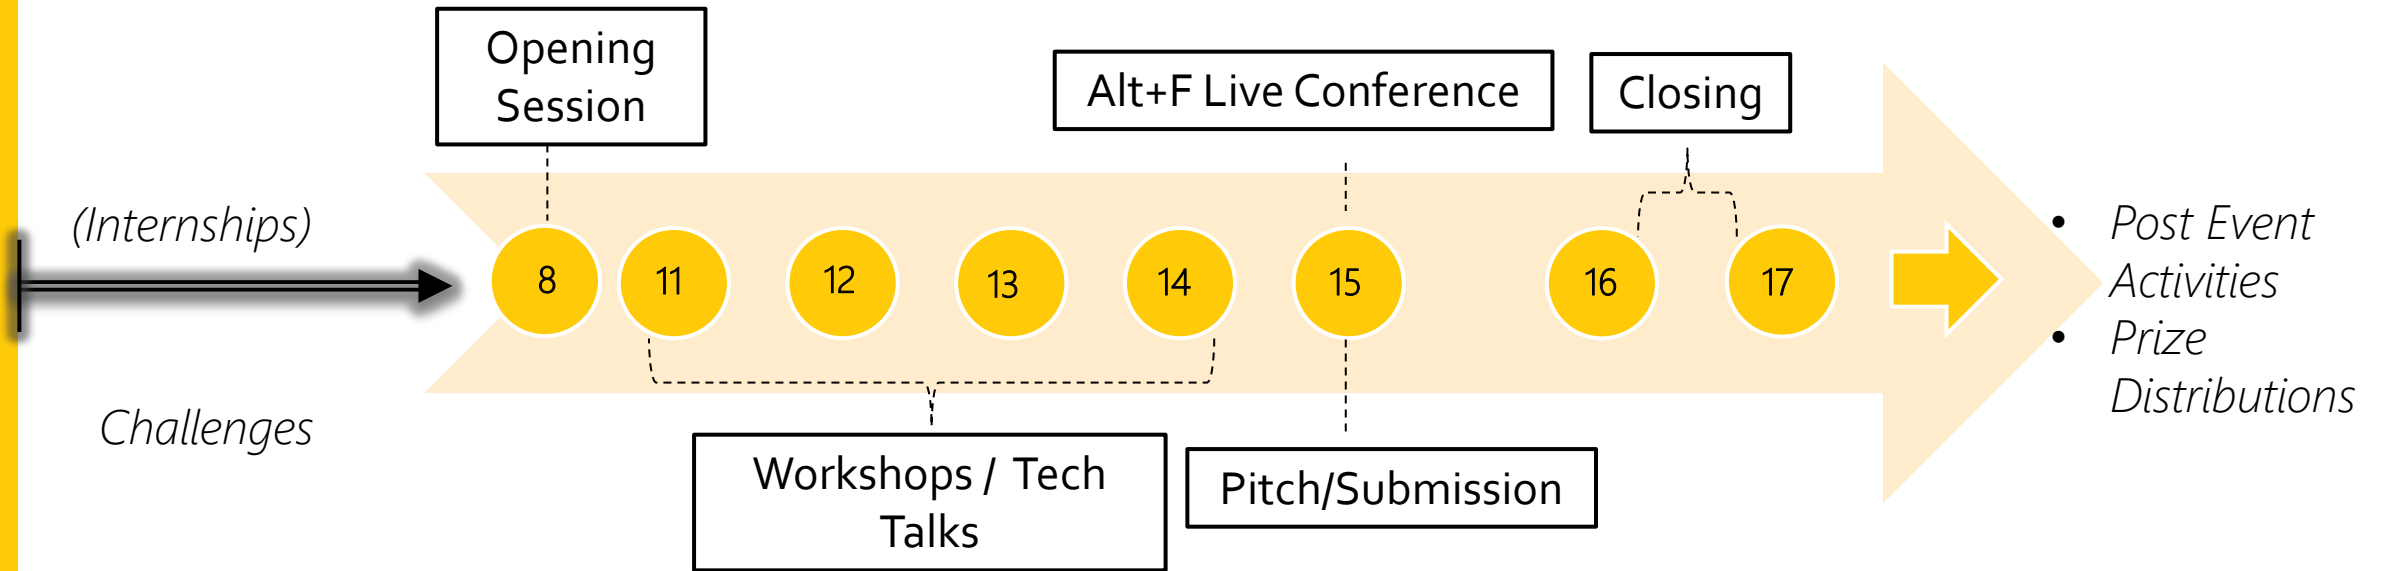 Opening
Session
Alt+F Live Conference
Closing
(Internships)
Challenges
8
11
12
13
14
15
16
17
Workshops / Tech
Talks
Pitch/Submission
• Post Event
Activities
• Prize
Distributions